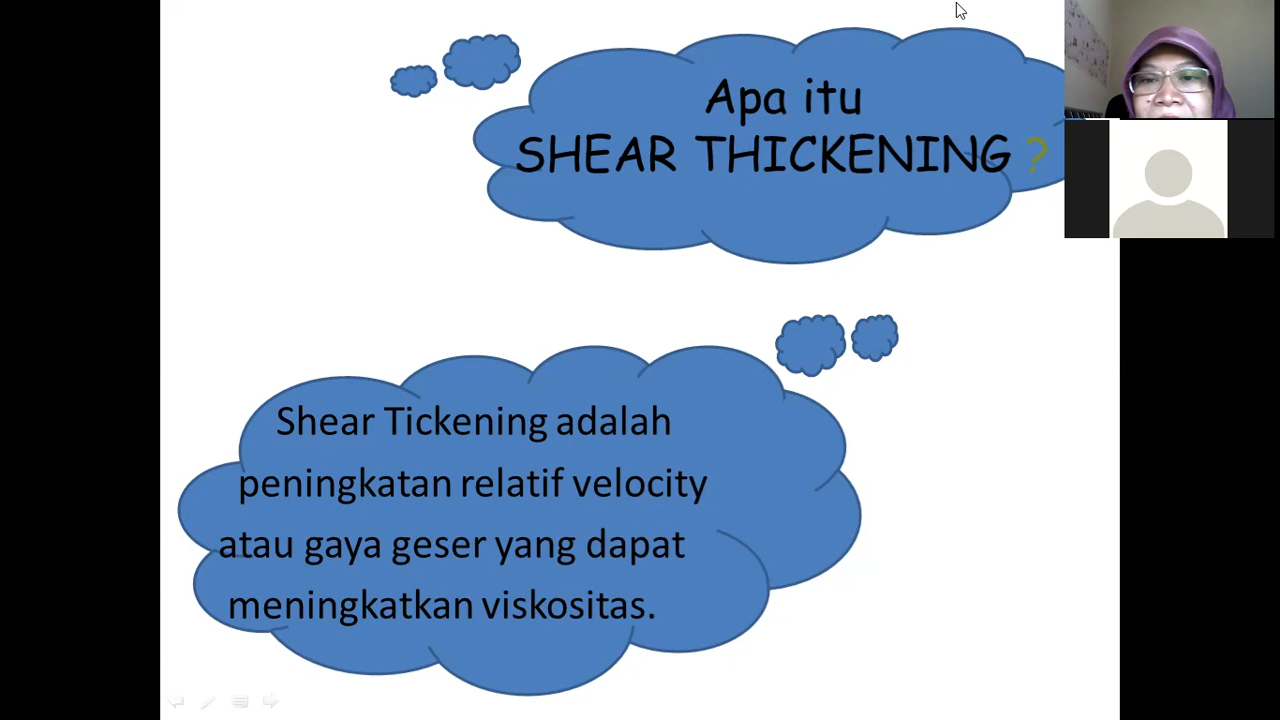 Apa itu
SHEAR THICKENING ?
Shear Tickening adalah
peningkatan relatif velocity
atau gaya geser yang dapat
meningkatkan viskositas.